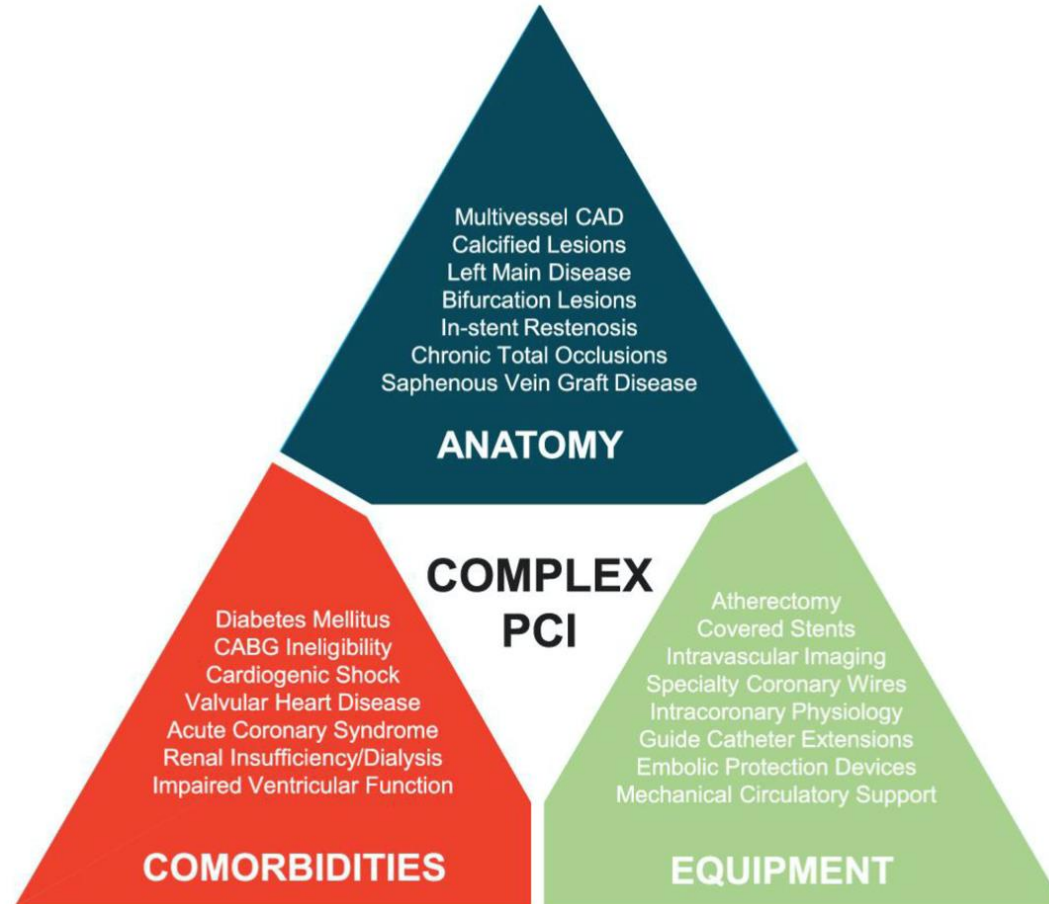 Multivessel CAD
Calcified Lesions
Left Main Disease
Bifurcation Lesions
In-stent Restenosis
Chronic Total Occlusions
Saphenous Vein Graft Disease
ANATOMY
COMPLEX
PCI
Diabetes Mellitus
CABG Ineligibility
Cardiogenic Shock
Valvular Heart Disease
Acute Coronary Syndrome
Renal Insufficiency/Dialysis
Impaired Ventricular Function
COMORBIDITIES
Atherectomy
Covered Stents
Intravascular Imaging
Specialty Coronary Wires
Intracoronary Physiology
Guide Catheter Extensions
Embolic Protection Devices
Mechanical Circulatory Support
EQUIPMENT